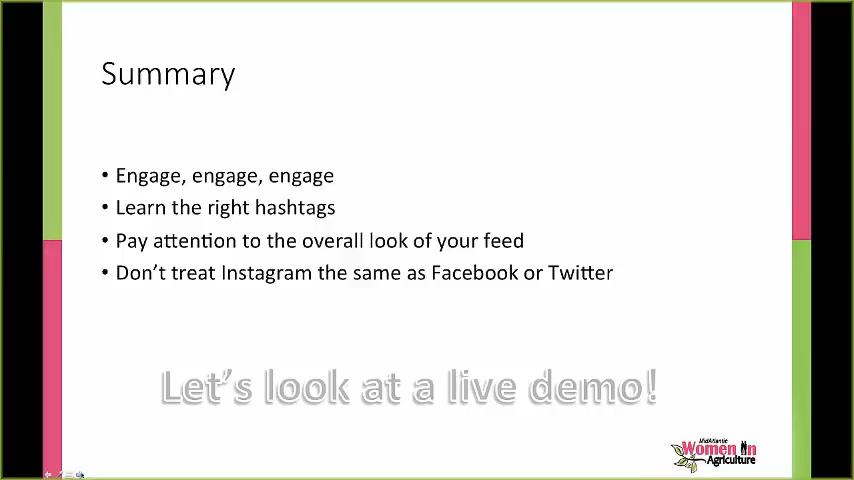 Summary
• Engage, engage, engage
• Learn the right hashtags
• Pay attention to the overall look of your feed
• Don’t treat Instagram the same as Facebook or Twitter
Let’s look at a live demo!
MidAtlantic
Women In
Agriculture